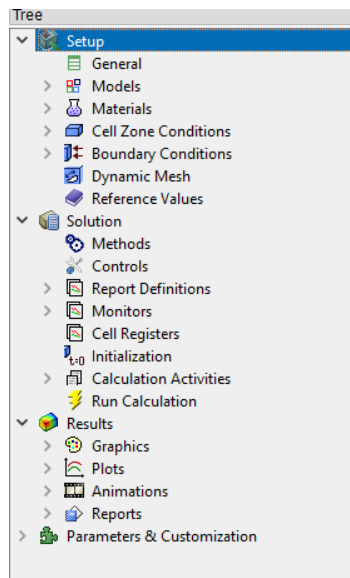 Tree
Setup
General
Models
Materials
Cell Zone Conditions
Boundary Conditions
Dynamic Mesh
Reference Values
Solution
Methods
Controls
Report Definitions
Monitors
Cell Registers
t=0 Initialization
Calculation Activities
Run Calculation
Results
Graphics
Plots
Animations
Reports
Parameters & Customization